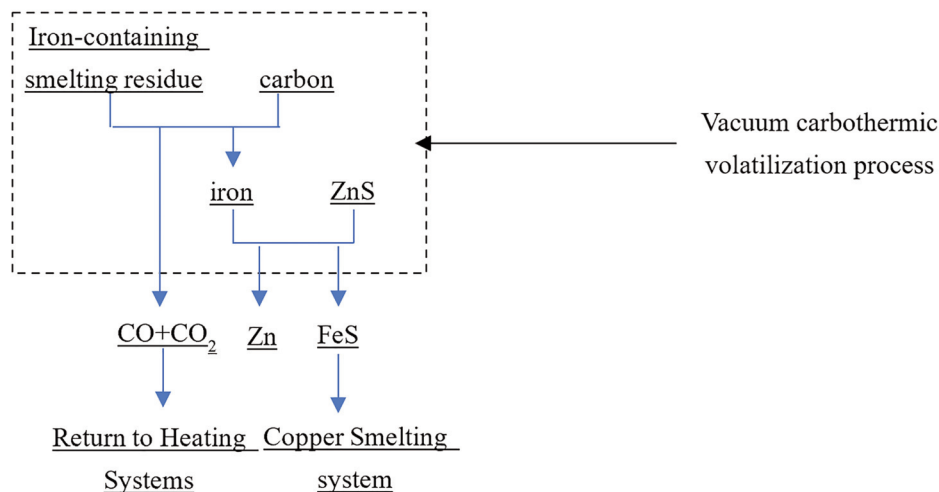 Iron-containing
smelting residue
carbon
Vacuum carbothermic
volatilization process
iron
ZnS
CO+CO₂
Zn
FeS
Return to Heating
Systems
Copper Smelting
system